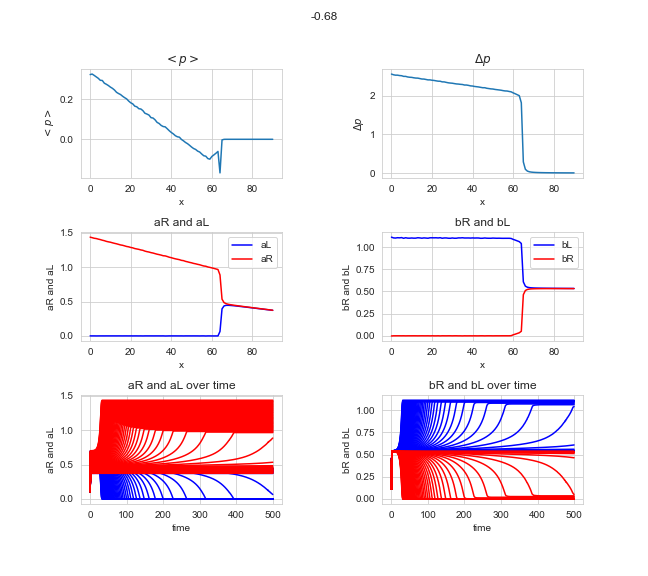 -0.68
< p >
Δp
< p >
0.2
0.0
0 20 40 60 80
x
Δp
2
1
0
0 20 40 60 80
x
aR and aL
bR and bL
aR and aL
1.5
1.0
0.5
0.0
aL
aR
0 20 40 60 80
x
bR and bL
1.00
0.75
0.50
0.25
0.00
bL
bR
0 20 40 60 80
x
aR and aL over time
bR and bL over time
aR and aL
1.5
1.0
0.5
0.0
0 100 200 300 400 500
time
bR and bL
1.00
0.75
0.50
0.25
0.00
0 100 200 300 400 500
time